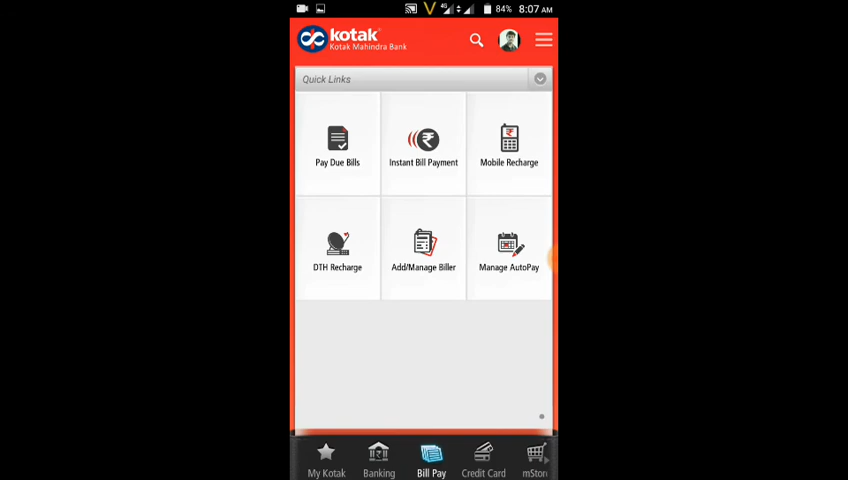 4G 84% 8:07 AM
kotak
Kotak Mahindra Bank
Quick Links
Pay Due Bills
Instant Bill Payment
Mobile Recharge
DTH Recharge
Add/Manage Biller
Manage AutoPay
My Kotak
Banking
Bill Pay
Credit Card
mStor